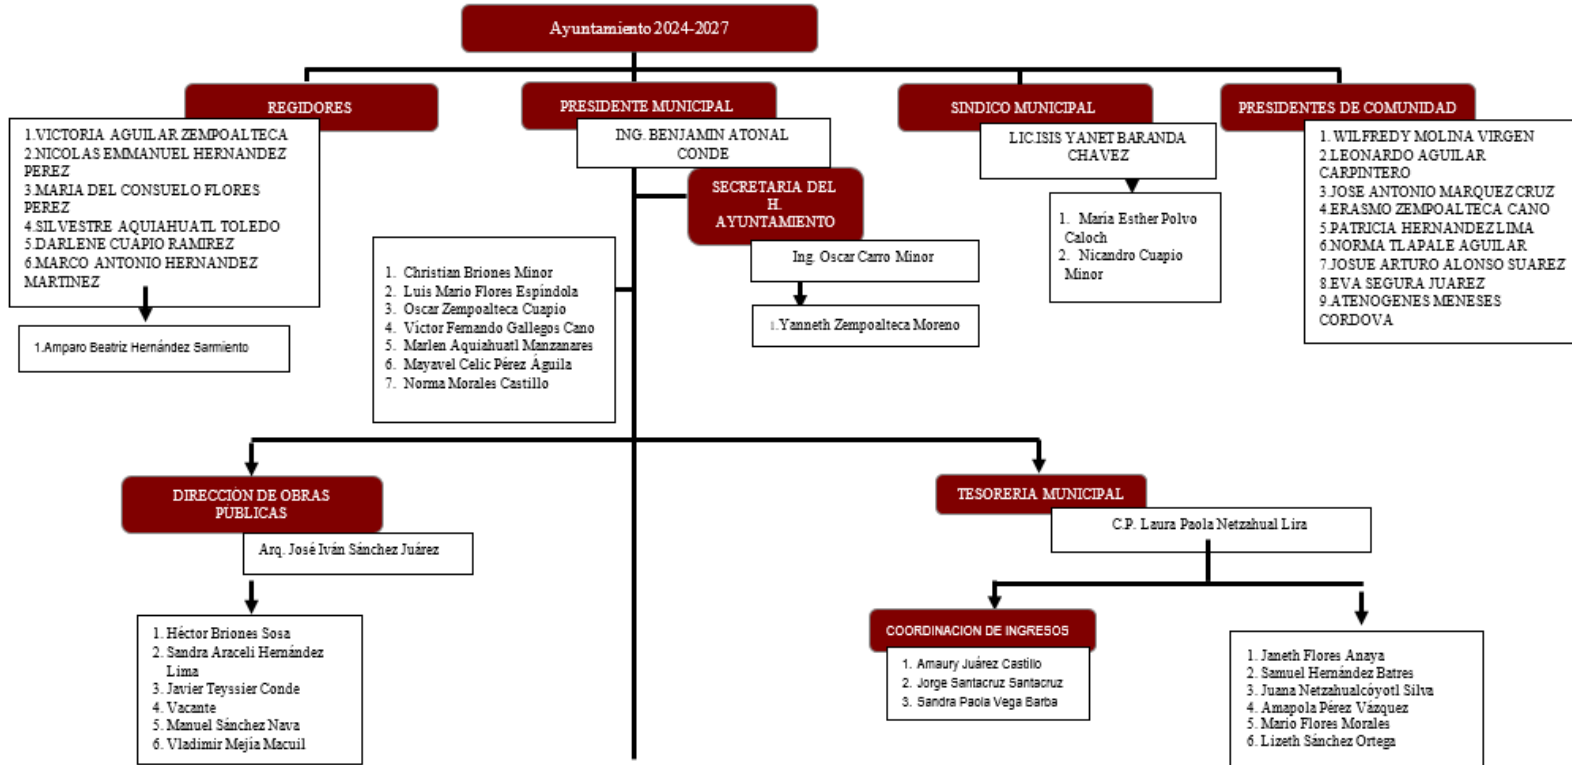 Ayuntamiento 2024-2027
REGIDORES
1.VICTORIA AGUILAR ZEMPOALTECA
2.NICOLAS EMMANUEL HERNANDEZ
PEREZ
3.MARIA DEL CONSUELO FLORES
PEREZ
4.SILVESTRE AQUIAHUATL TOLEDO
5.DARLENE CUAPIO RAMIREZ
6.MARCO ANTONIO HERNANDEZ
MARTINEZ
1.Amparo Beatriz Hernández Sarmiento
PRESIDENTE MUNICIPAL
ING. BENJAMIN ATONAL
CONDE
SECRETARIA DEL
H.
AYUNTAMIENTO
Ing. Oscar Carro Minor
1.Yanneth Zempoalteca Moreno
1. Christian Briones Minor
2. Luis Mario Flores Espíndola
3. Oscar Zempoalteca Cuapio
4. Víctor Fernando Gallegos Cano
5. Marlen Aquiahuatl Manzanares
6. Mayavel Celic Pérez Águila
7. Norma Morales Castillo
SINDICO MUNICIPAL
LIC.ISIS YANET BARANDA
CHAVEZ
1. María Esther Polvo
Caloch
2. Nicandro Cuapio
Minor
PRESIDENTES DE COMUNIDAD
1. WILFREDY MOLINA VIRGEN
2.LEONARDO AGUILAR
CARPINTERO
3.JOSE ANTONIO MARQUEZ CRUZ
4.ERASMO ZEMPOALTECA CANO
5.PATRICIA HERNANDEZ LIMA
6.NORMA TLAPALE AGUILAR
7.JOSUE ARTURO ALONSO SUAREZ
8.EVA SEGURA JUAREZ
9.ATENOGENES MENESES
CORDOVA
DIRECCIÓN DE OBRAS
PÚBLICAS
Arq. José Iván Sánchez Juárez
1. Héctor Briones Sosa
2. Sandra Araceli Hernández
Lima
3. Javier Teyssier Conde
4. Vacante
5. Manuel Sánchez Nava
6. Vladimir Mejía Macuil
TESORERIA MUNICIPAL
C.P. Laura Paola Netzahual Lira
COORDINACION DE INGRESOS
1. Amaury Juárez Castillo
2. Jorge Santacruz Santacruz
3. Sandra Paola Vega Barba
1. Janeth Flores Anaya
2. Samuel Hernández Batres
3. Juana Netzahualcóyotl Silva
4. Amapola Pérez Vázquez
5. Mario Flores Morales
6. Lizeth Sánchez Ortega